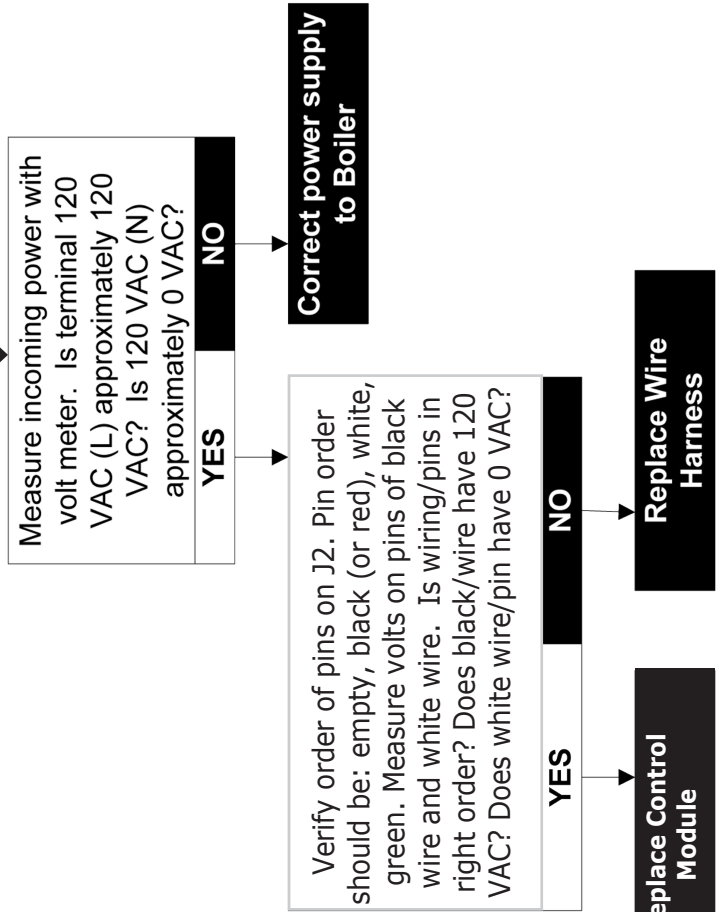 Measure incoming power with
volt meter. Is terminal 120
VAC (L) approximately 120
VAC? Is 120 VAC (N)
approximately 0 VAC?
YES
NO
Correct power supply
to Boiler
Verify order of pins on J2. Pin order
should be: empty, black (or red), white,
green. Measure volts on pins of black
wire and white wire. Is wiring/pins in
right order? Does black/wire have 120
VAC? Does white wire/pin have 0 VAC?
YES
NO
eplace Control
Module
Replace Wire
Harness